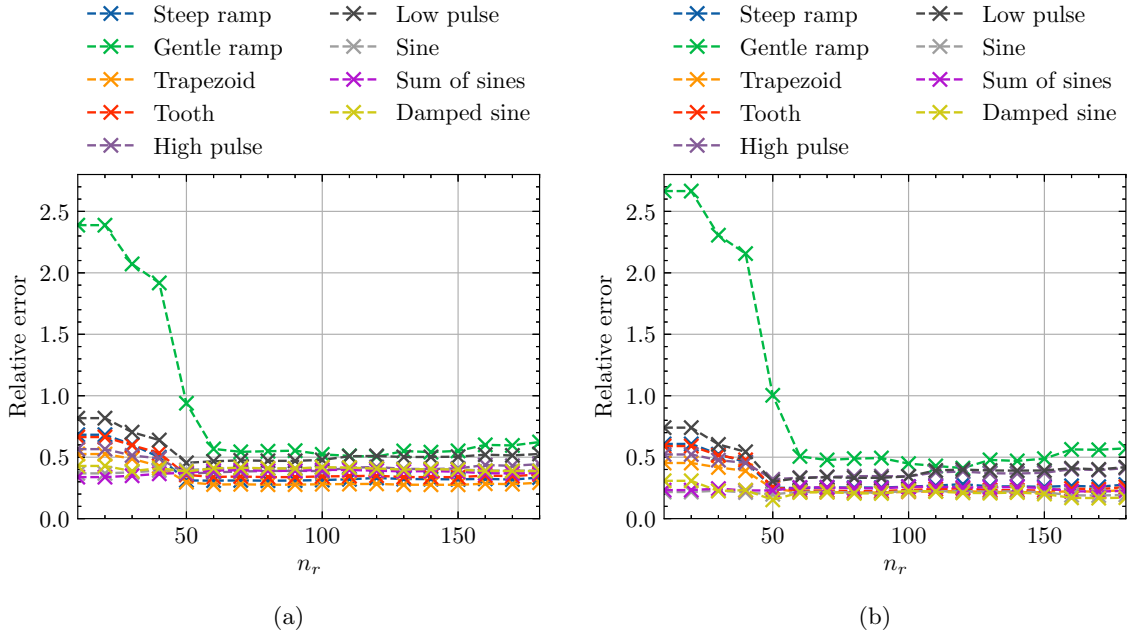 Steep ramp
Gentle ramp
Trapezoid
Tooth
High pulse
Low pulse
Sine
Sum of sines
Damped sine
2.5
2.0
1.5
1.0
0.5
0.0
Relative error
50
100
150
n_r
(a)
Steep ramp
Gentle ramp
Trapezoid
Tooth
High pulse
Low pulse
Sine
Sum of sines
Damped sine
2.5
2.0
1.5
1.0
0.5
0.0
Relative error
50
100
150
n_r
(b)